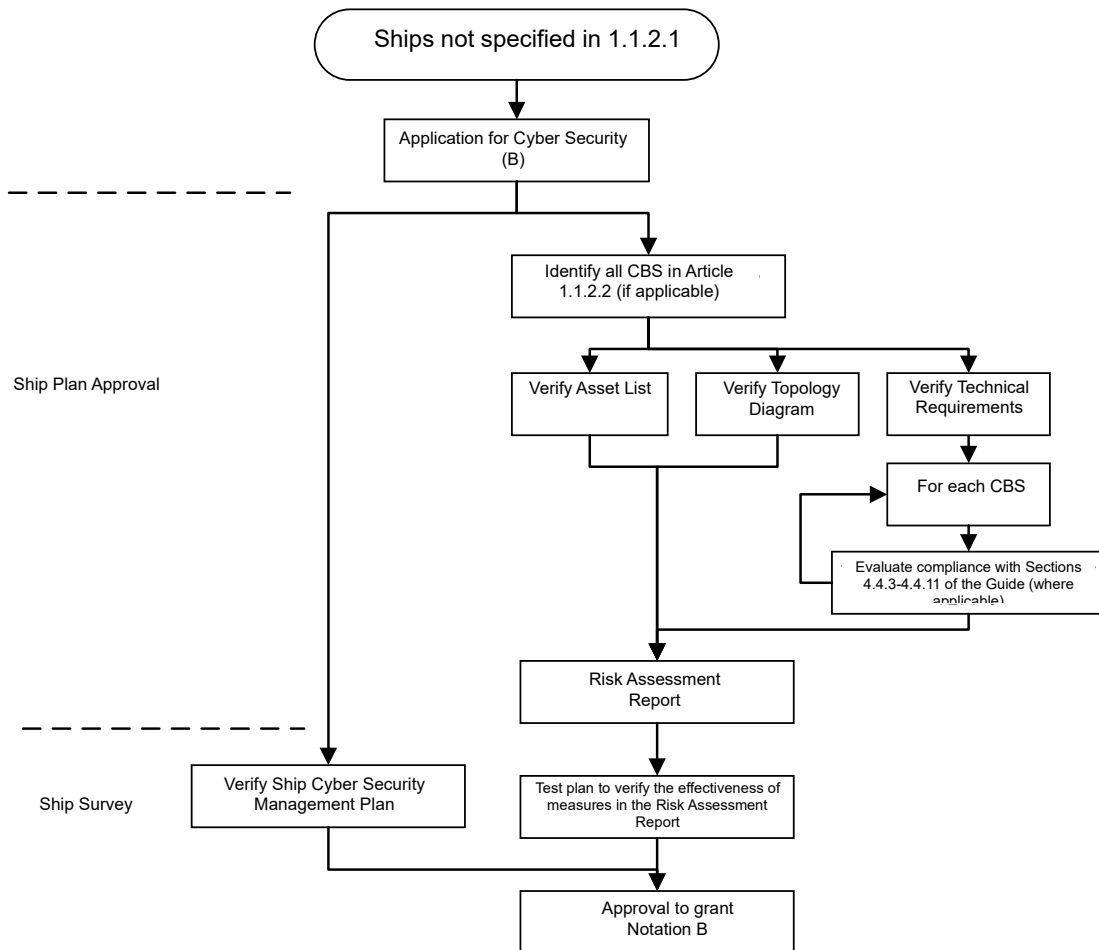 Ships not specified in 1.1.2.1
Application for Cyber Security
(B)
Identify all CBS in Article
1.1.2.2 (if applicable)
Ship Plan Approval
Verify Asset List
Verify Topology
Diagram
Verify Technical
Requirements
For each CBS
Evaluate compliance with Sections
4.4.3-4.4.11 of the Guide (where
applicable)
Risk Assessment
Report
Ship Survey
Verify Ship Cyber Security
Management Plan
Test plan to verify the effectiveness of
measures in the Risk Assessment
Report
Approval to grant
Notation B